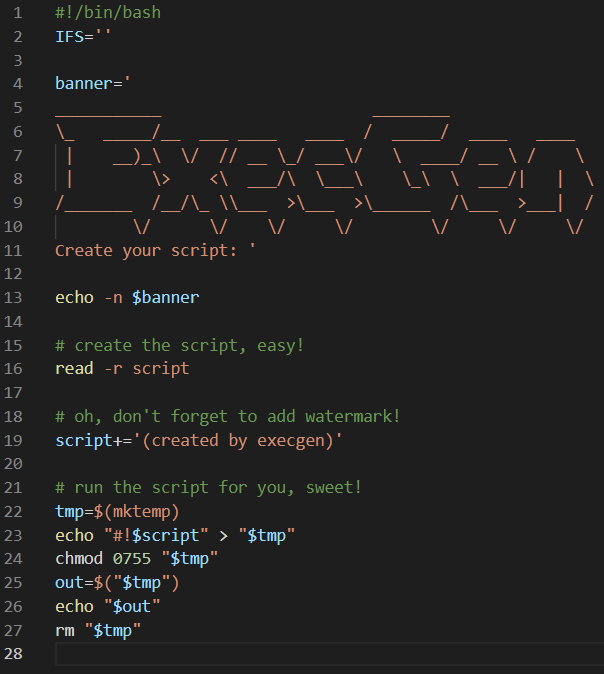 1 #!/bin/bash
2 IFS=''
3
4 banner='
5 ___________                      ________
6 \_   _____/__  ___ ____   ____  /  _____/  ____   ____
7  |    __)_\  \/  // __ \_/ ___\/   \  ____/ __ \ /    \
8  |        \>    <\  ___/\  \___\    \_\  \  ___/|   |  \
9 /_______  /__/\_ \\___  >\___  >\______  /\___  >___|  /
10         \/      \/    \/     \/        \/     \/     \/
11 Create your script: '
12
13 echo -n $banner
14
15 # create the script, easy!
16 read -r script
17
18 # oh, don't forget to add watermark!
19 script+='(created by execgen)'
20
21 # run the script for you, sweet!
22 tmp=$(mktemp)
23 echo "#!$script" > "$tmp"
24 chmod 0755 "$tmp"
25 out=$("$tmp")
26 echo "$out"
27 rm "$tmp"
28